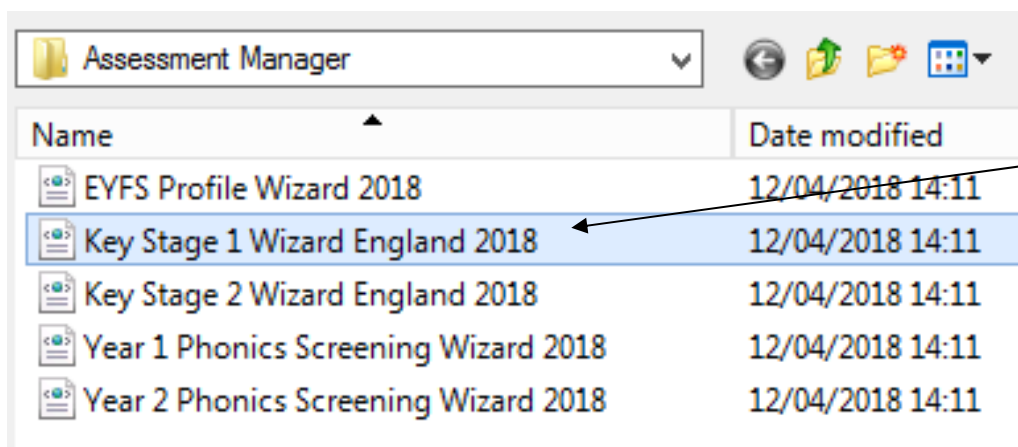 Assessment Manager
Name Date modified
EYFS Profile Wizard 2018 12/04/2018 14:11
Key Stage 1 Wizard England 2018 12/04/2018 14:11
Key Stage 2 Wizard England 2018 12/04/2018 14:11
Year 1 Phonics Screening Wizard 2018 12/04/2018 14:11
Year 2 Phonics Screening Wizard 2018 12/04/2018 14:11